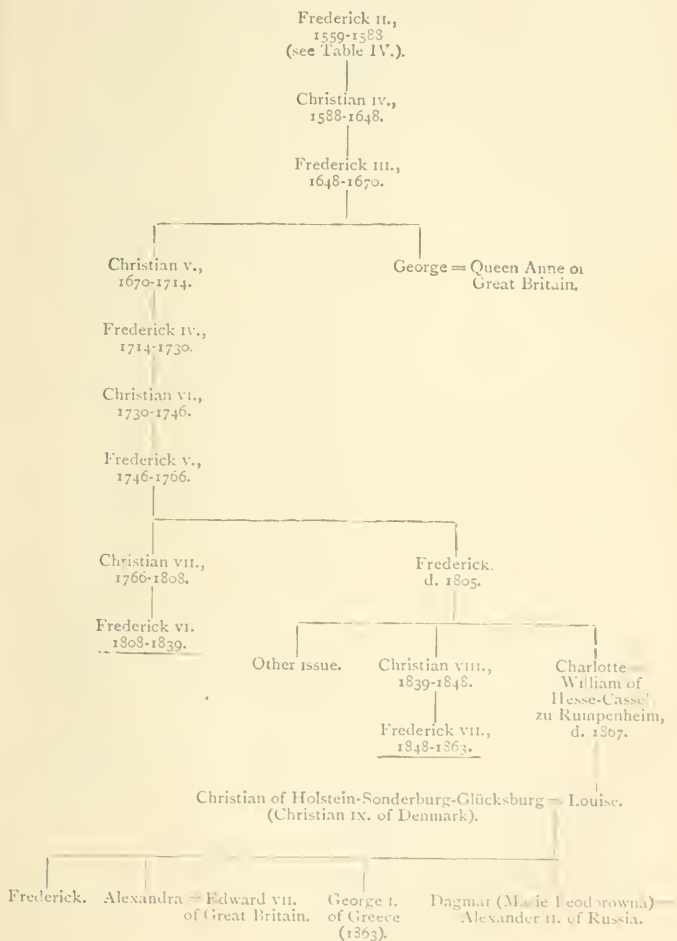 Frederick II.,
1559-1588
(see Table IV.).
Christian IV.,
1588-1648.
Frederick III.,
1648-1670.
Christian V.,
1670-1714.
George = Queen Anne of
Great Britain.
Frederick IV.,
1714-1730.
Christian VI.,
1730-1746.
Frederick V.,
1746-1766.
Christian VII.,
1766-1808.
Frederick.
d. 1805.
Frederick VI.
1808-1839.
Other issue.
Christian VIII.,
1839-1848.
Charlotte =
William of
Hesse-Cassel
zu Rumpenheim,
d. 1867.
Frederick VII.,
1848-1863.
Christian of Holstein-Sonderburg-Glücksburg = Louise.
(Christian IX. of Denmark).
Frederick.
Alexandra = Edward VII.
of Great Britain.
George I.
of Greece
(1863).
Dagmar (Marie Feodorowna) =
Alexander II. of Russia.